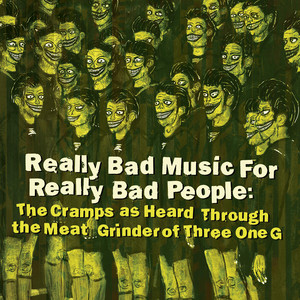 Really Bad Music For
Really Bad People:
The Cramps as Heard Through
the Meat Grinder of Three One G